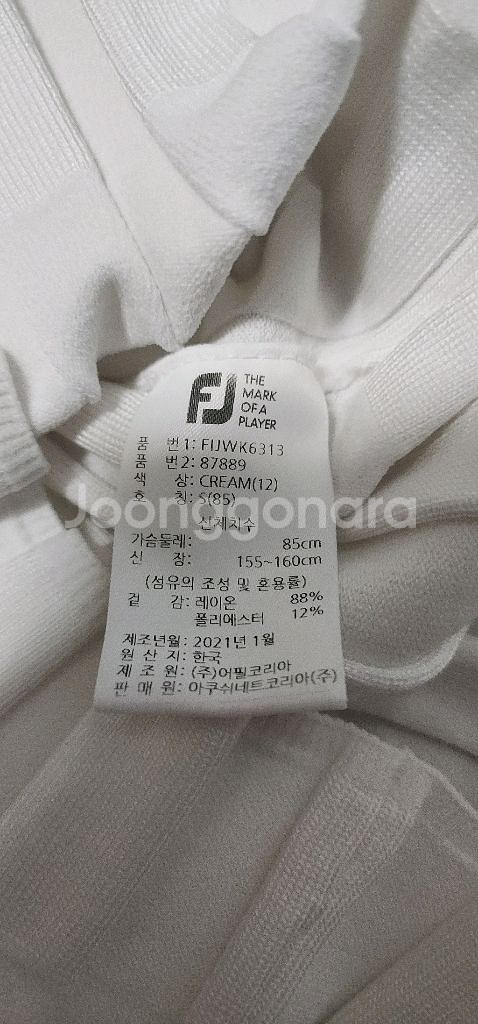 FJ THE
MARK
OF A
PLAYER
품 번1: FIJWK6313
품 번2: 87889
색 상: CREAM(12)
호 칭: S(85)
Joonggonara
신체치수
가슴둘레: 85cm
신 장: 155~160cm
(섬유의 조성 및 혼용률)
겉 감: 레이온 88%
폴리에스터 12%
제조년월: 2021년 1월
원 산 지: 한국
제 조 원: (주)어필코리아
판 매 원: 아쿠쉬네트코리아(주)